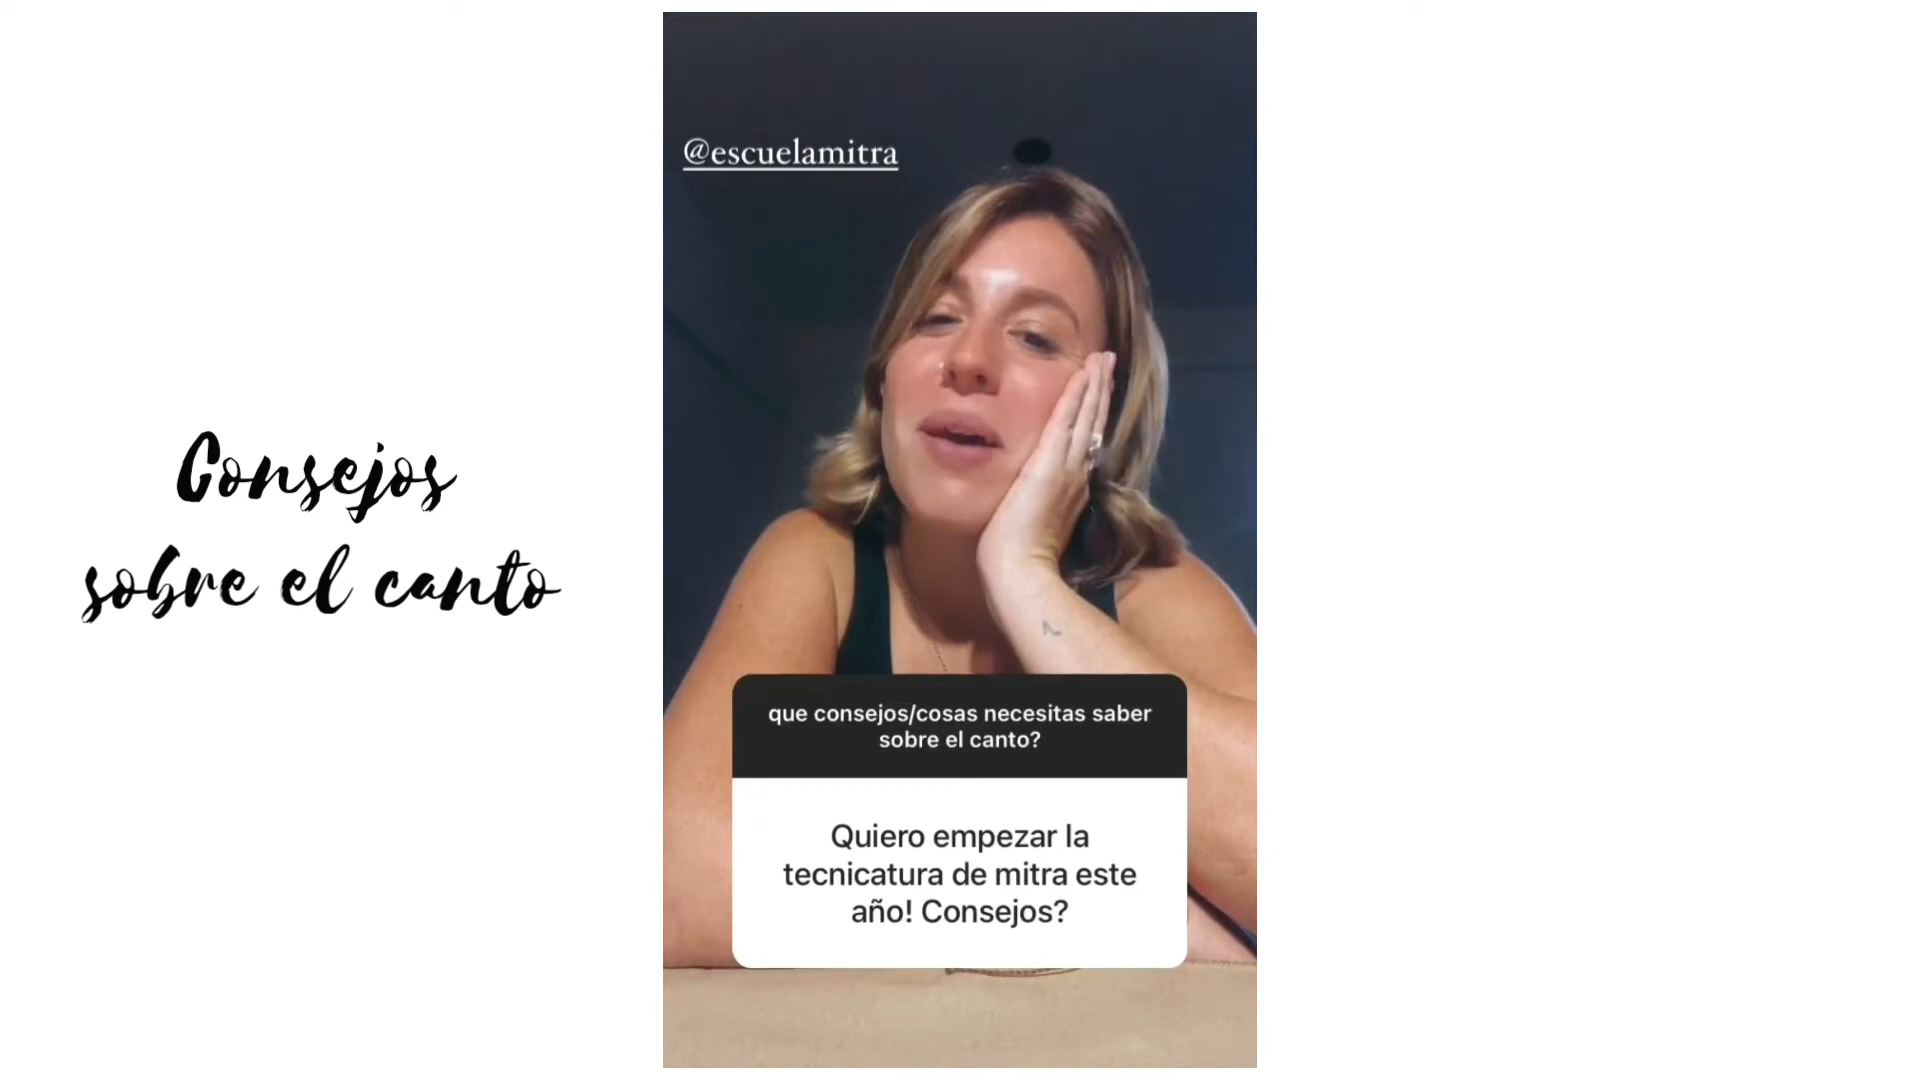 Consejos
sobre el canto
@escuelamitra
que consejos/cosas necesitas saber
sobre el canto?
Quiero empezar la
tecnicatura de mitra este
año! Consejos?